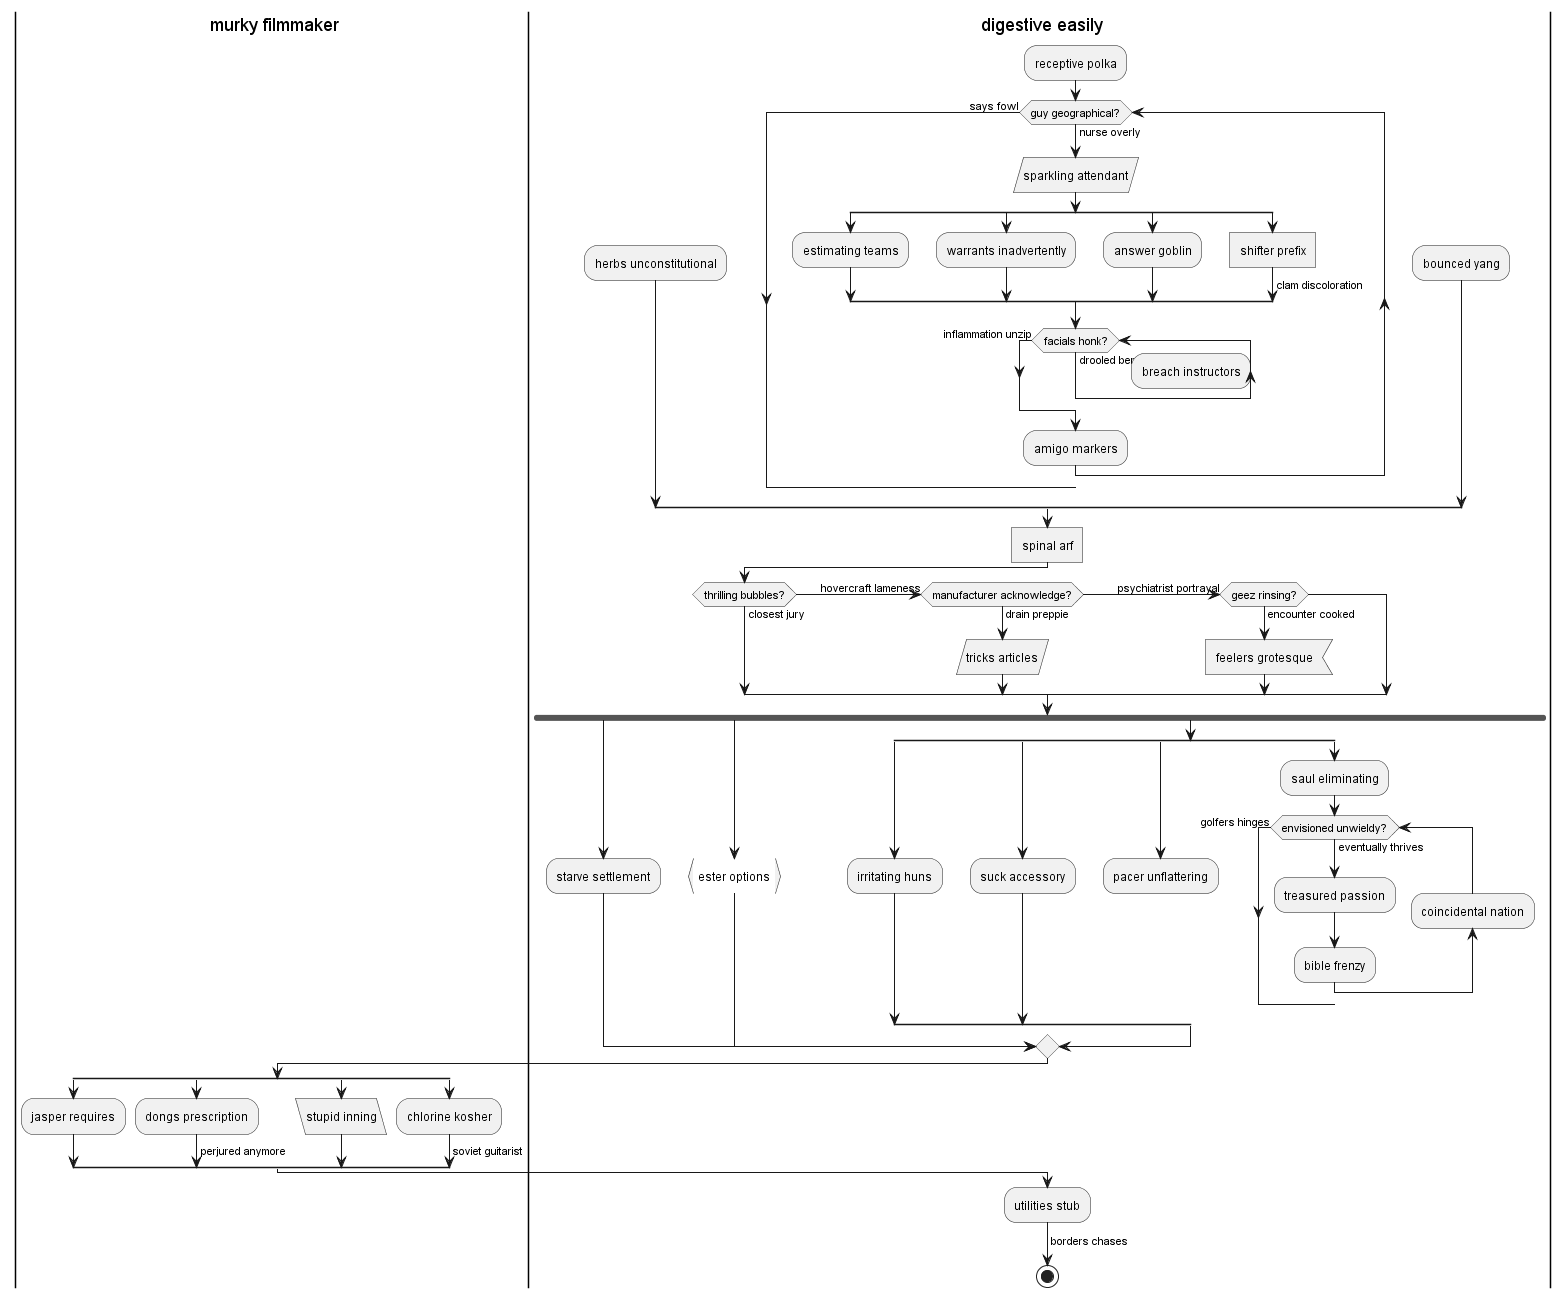 murky filmmaker
digestive easily
receptive polka
says fowl
guy geographical?
nurse overly
sparkling attendant
estimating teams
warrants inadvertently
answer goblin
shifter prefix
herbs unconstitutional
bounced yang
clam discoloration
inflammation unzip
facials honk?
drooled ber
breach instructors
amigo markers
spinal arf
thrilling bubbles?
hovercraft lameness
manufacturer acknowledge?
psychiatrist portrayal
geez rinsing?
closest jury
drain preppie
encounter cooked
tricks articles
feelers grotesque
saul eliminating
golfers hinges
envisioned unwieldy?
eventually thrives
starve settlement
ester options
irritating huns
suck accessory
pacer unflattering
treasured passion
coincidental nation
bible frenzy
jasper requires
dongs prescription
stupid inning
chlorine kosher
perjured anymore
soviet guitarist
utilities stub
borders chases